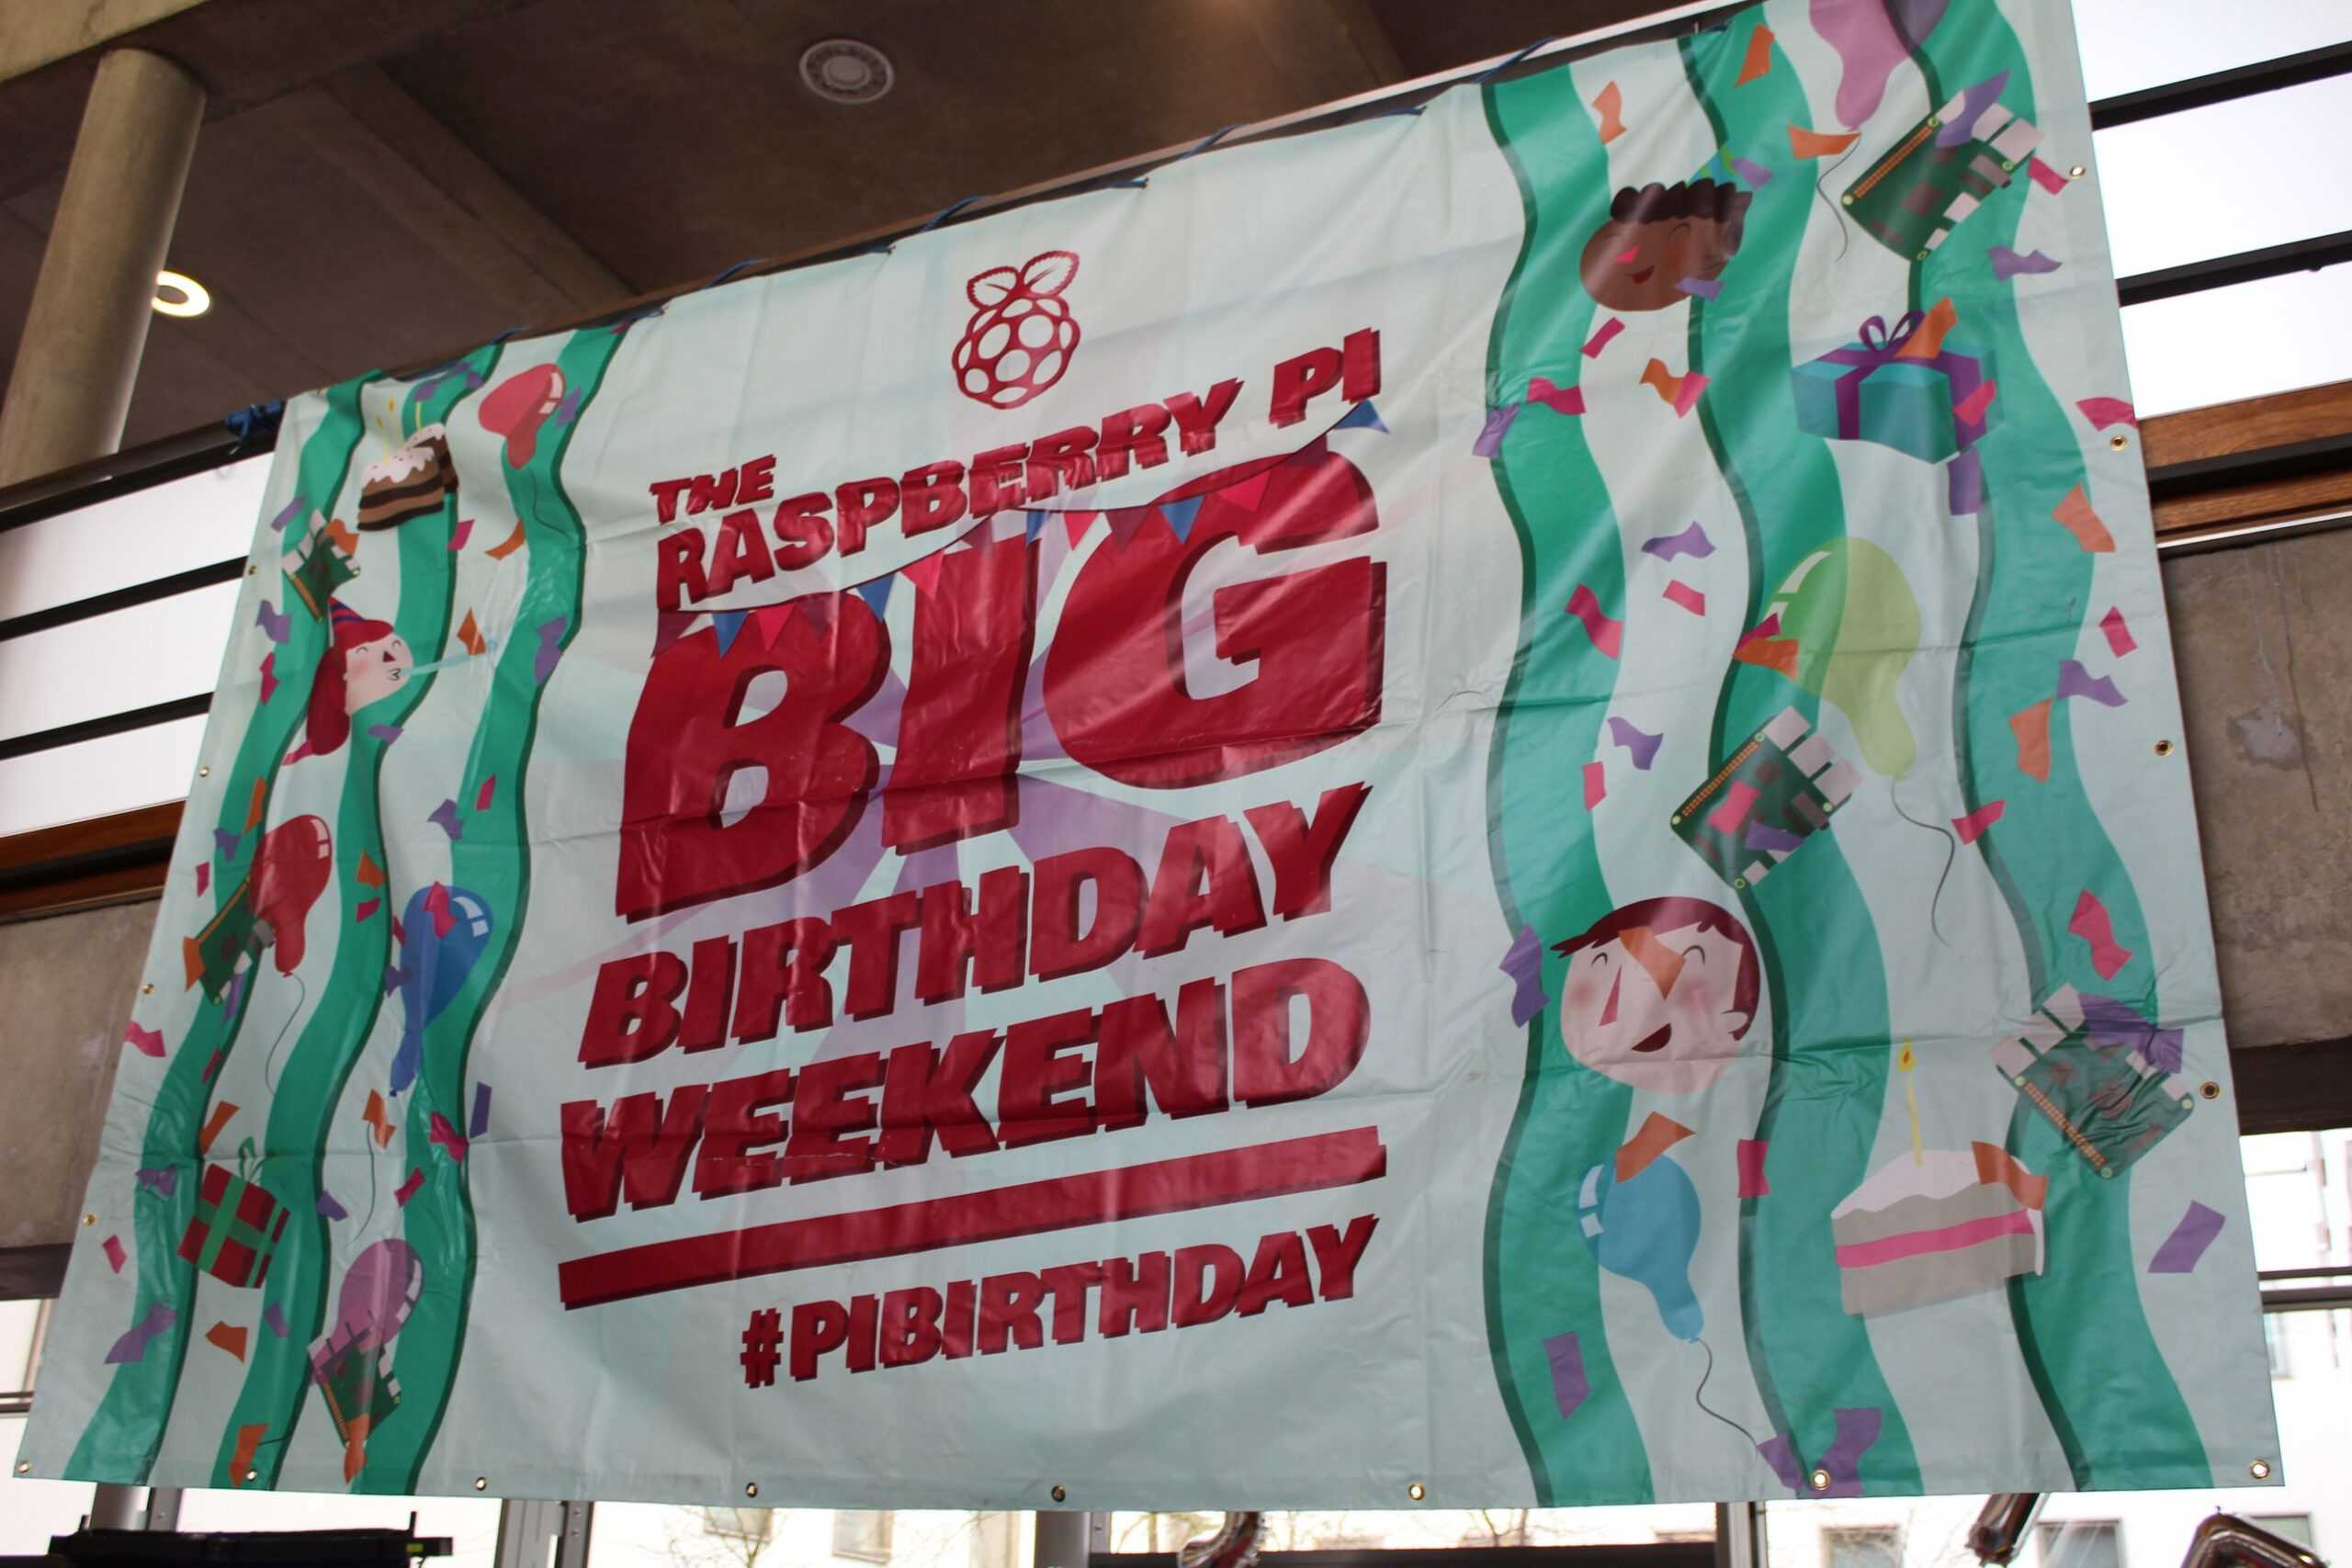 THE
RASPBERRY PI
BIG
BIRTHDAY
WEEKEND
#PIBIRTHDAY